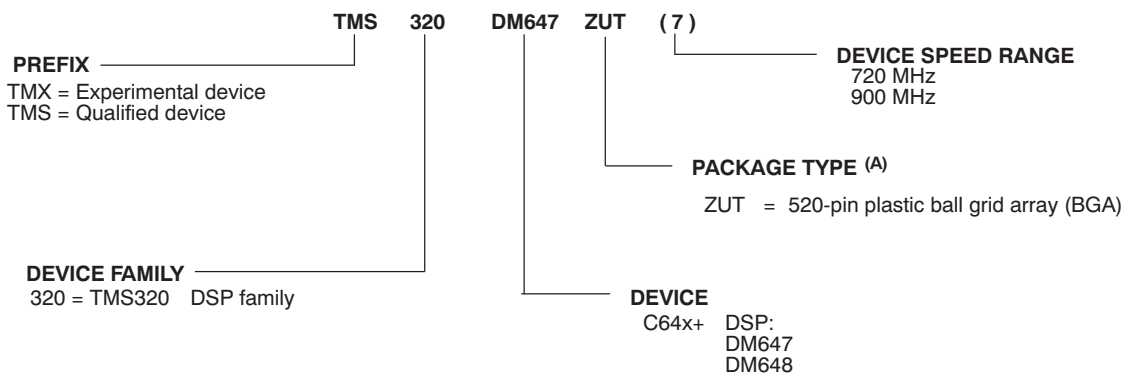 TMS 320 DM647 ZUT ( 7 )
PREFIX
TMX = Experimental device
TMS = Qualified device
DEVICE SPEED RANGE
720 MHz
900 MHz
PACKAGE TYPE (A)
ZUT = 520-pin plastic ball grid array (BGA)
DEVICE FAMILY
320 = TMS320 DSP family
DEVICE
C64x+ DSP:
DM647
DM648